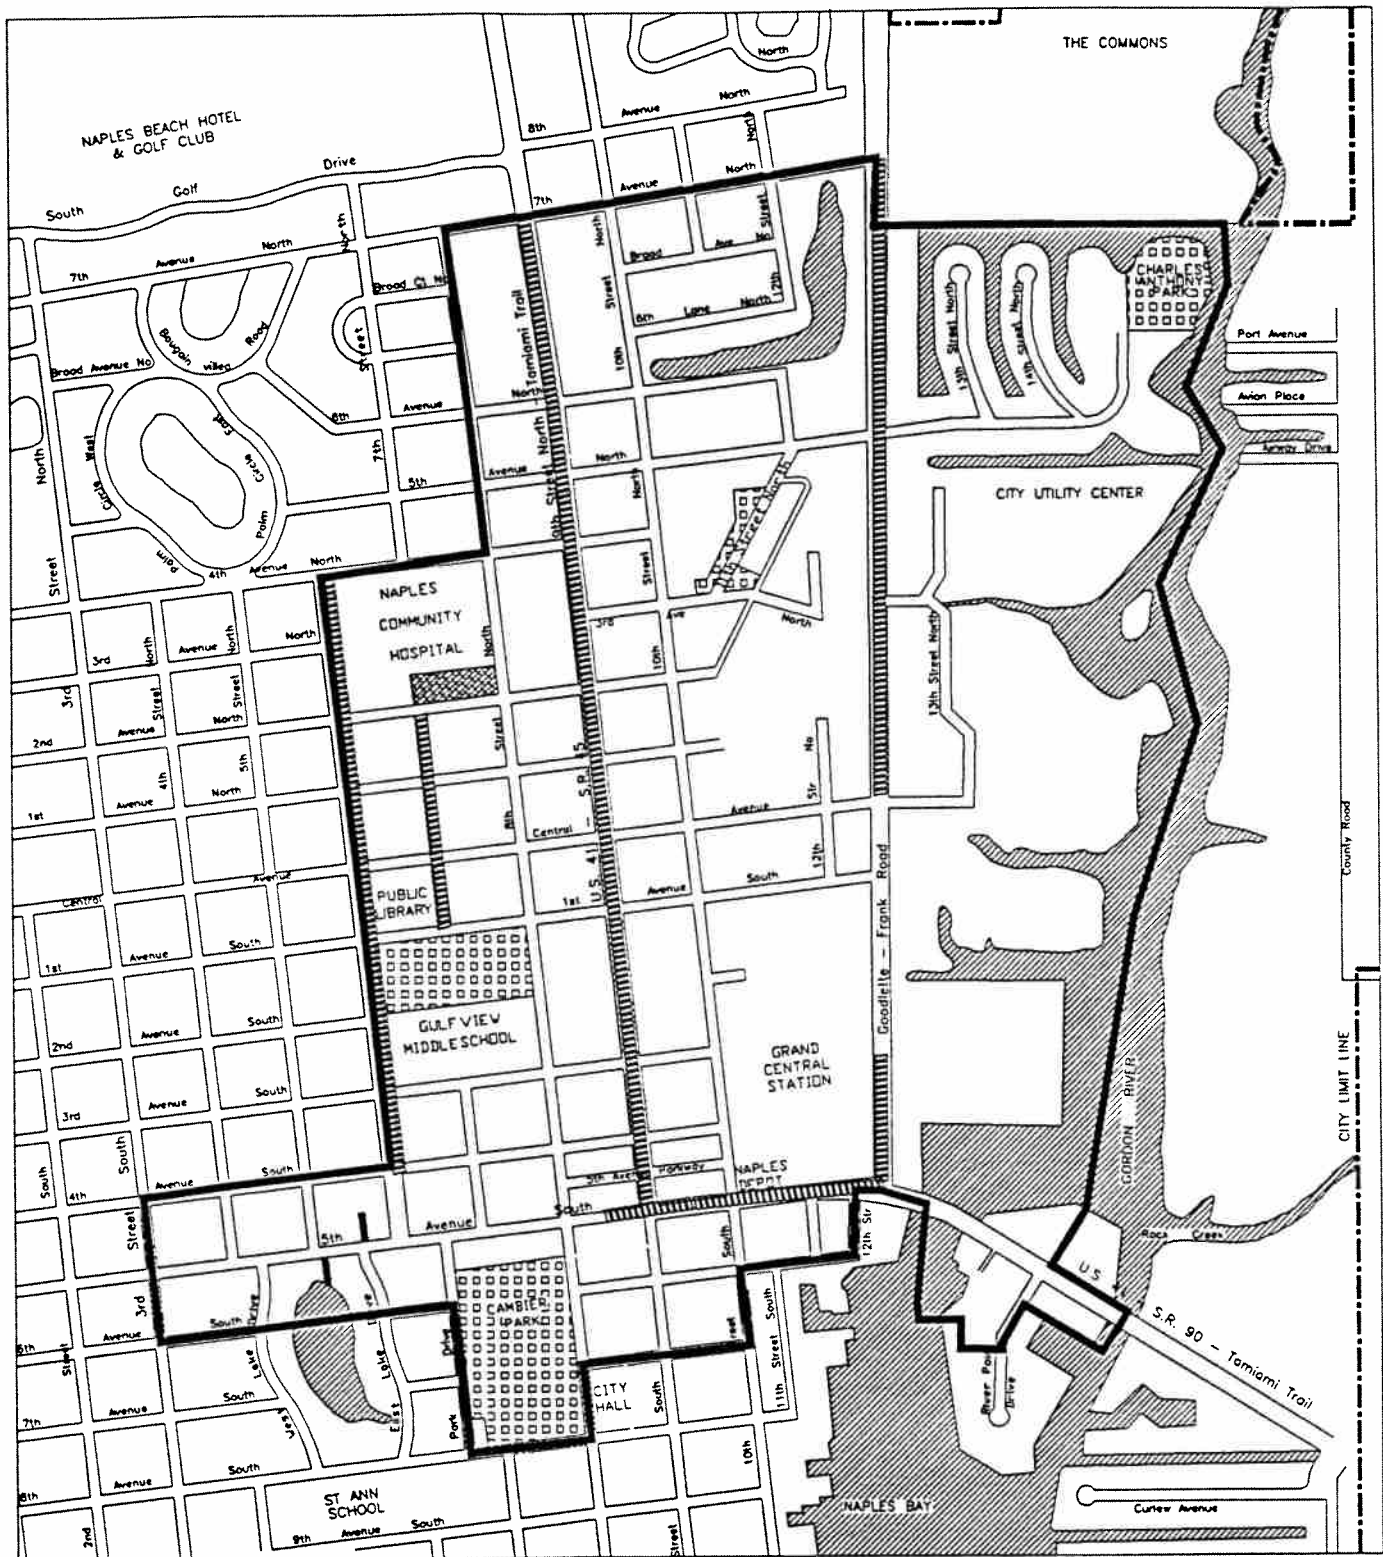 THE COMMONS
North
NAPLES BEACH HOTEL
& GOLF CLUB
8th Avenue North
North
South Golf Drive
7th Avenue North
7th Avenue North
North
Broad Ct No
North
Street
Broad Ave No
6th Lane North
12th
Street
10th
Tamiami Trail
13th Street North
14th Street North
CHARLES
ANTHONY
PARK
Port Avenue
Avion Place
Airway Drive
Bougain villea Road
Broad Avenue No
Street
6th Avenue North
7th
5th Avenue North
9th Street North
Circle West
Palm Circle East
Palm
North
Street
4th Avenue North
North
Street
Street North
CITY UTILITY CENTER
NAPLES
COMMUNITY
HOSPITAL
North
3rd Ave North
10th
13th Street North
3rd Avenue North
North
Street
North
Street
3rd
2nd Avenue North
4th
5th
1st Avenue North
Street
8th
Central Avenue
U.S. 41 - S.R. 45
Str No
12th
County Road
Central Avenue
1st Avenue South
PUBLIC
LIBRARY
Goodlette - Frank Road
1st Avenue South
2nd Avenue South
3rd Avenue South
GULFVIEW
MIDDLE SCHOOL
GRAND
CENTRAL
STATION
GORDON RIVER
CITY LIMIT LINE
South
South
4th Avenue South
5th Avenue Parkway
NAPLES
DEPOT
Street
5th Avenue South
South
12th Str
Rock Creek
U.S.
S.R. 90 - Tamiami Trail
3rd
South Drive
Drive
CAMBIER
PARK
6th Avenue
Street
Drive
Street
South
Street
11th
Lake
Lake
CITY
HALL
South
River Point
Drive
7th Avenue South
West
East
Park
10th
8th Avenue South
ST ANN
SCHOOL
NAPLES BAY
Curlew Avenue
2nd
9th Avenue South
Street